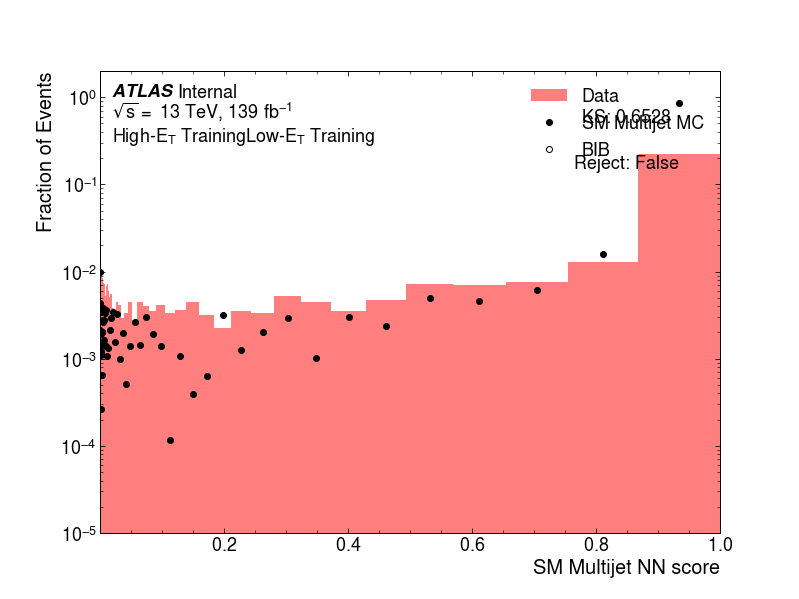 ATLAS Internal
√s = 13 TeV, 139 fb⁻¹
High-E_T TrainingLow-E_T Training
Data
KS: 0.6528
SM Multijet MC
BIB
Reject: False
Fraction of Events
10⁰
10⁻¹
10⁻²
10⁻³
10⁻⁴
10⁻⁵
0.2 0.4 0.6 0.8 1.0
SM Multijet NN score